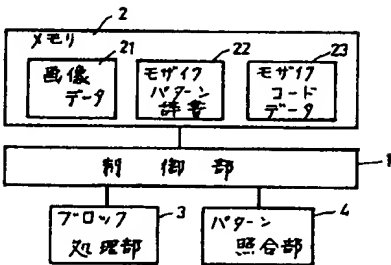 2
メモリ
21
22
23
画像
データ
モザイク
パターン
辞書
モザイク
コード
データ
制御部
1
ブロック
処理部
3
パターン
照合部
4